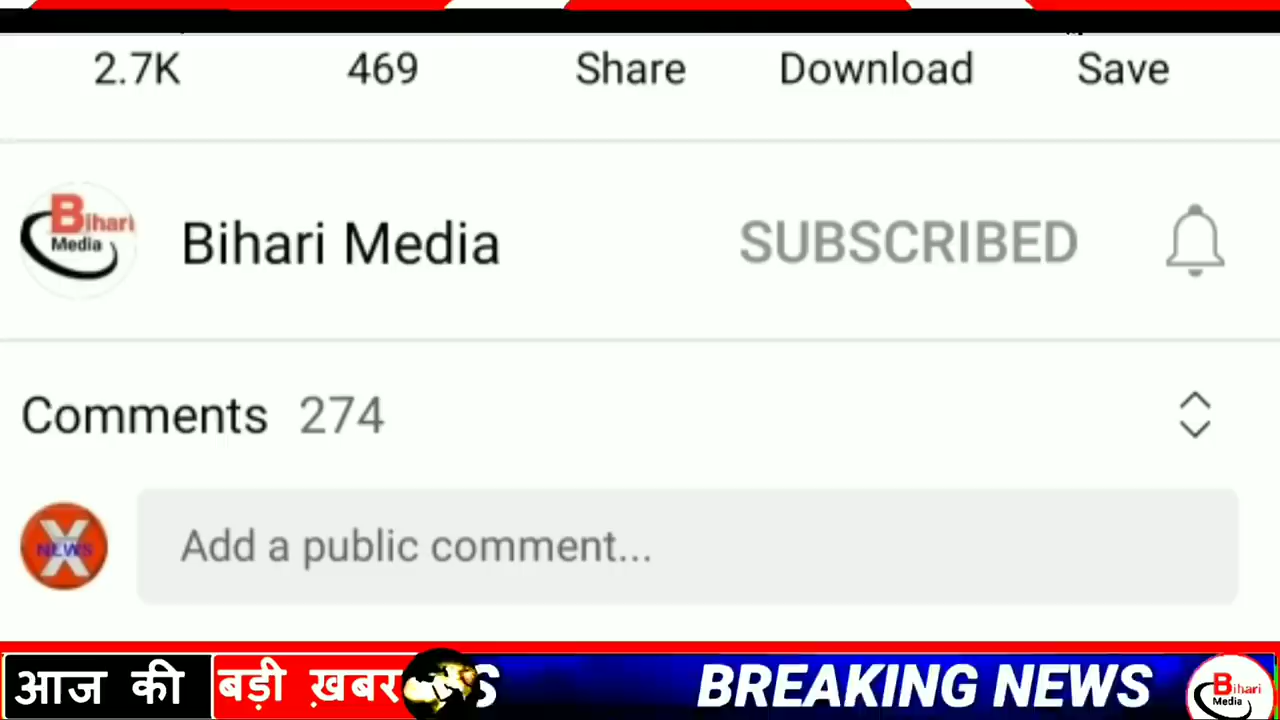 2.7K 469 Share Download Save
Bihari Media
Bihari Media SUBSCRIBED
Comments 274
X NEWS
Add a public comment...
आज की बड़ी ख़बर S BREAKING NEWS
Bihari Media